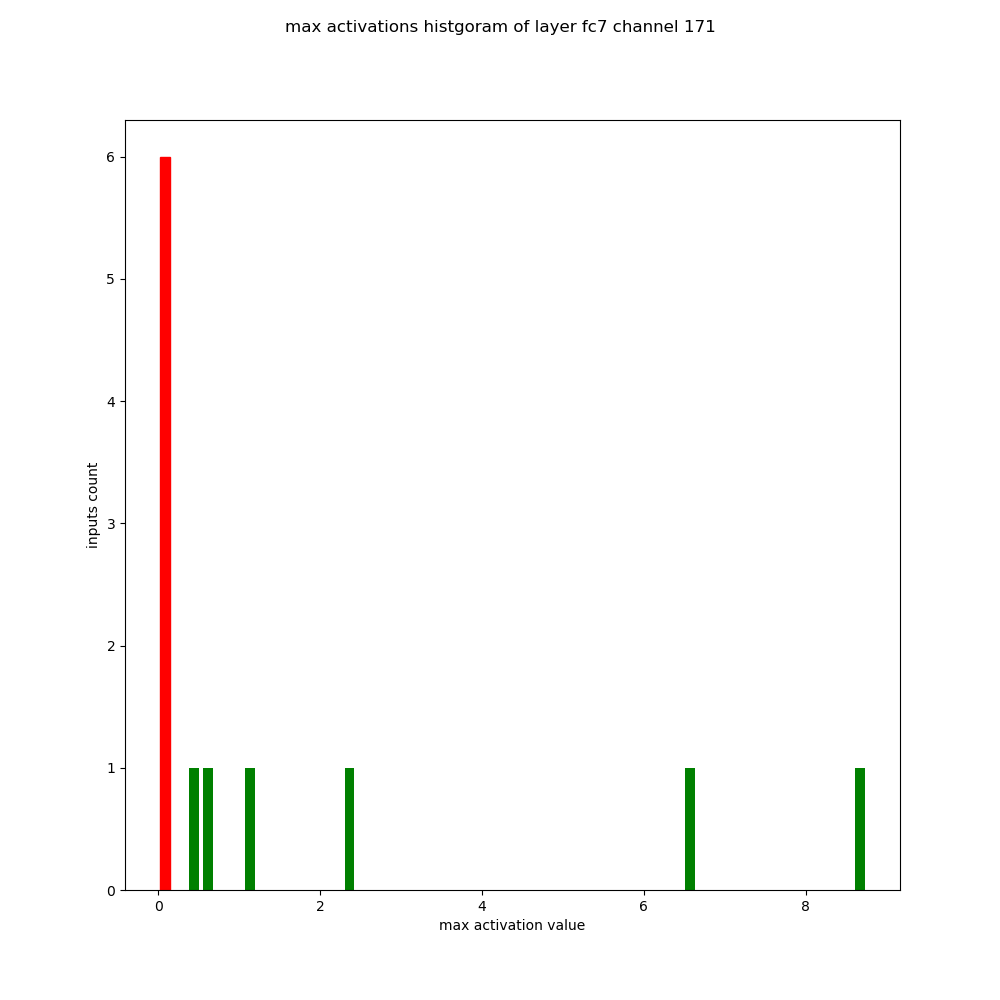 max activations histgoram of layer fc7 channel 171
6
5
4
3
2
1
0
inputs count
0 2 4 6 8
max activation value